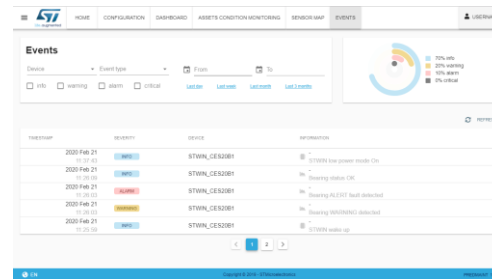 ST
HOME CONFIGURATION DASHBOARD ASSETS CONDITION MONITORING SENSOR MAP EVENTS
Events
Device Event type From To
info warning alarm critical Last day Last week Last month Last 3 months
70% info
20% warning
10% alarm
0% critical
TIMESTAMP SEVERITY DEVICE INFORMATION
2020 Feb 21 -
11:37:43 INFO STWIN_CES20B1 STWIN low power mode On
2020 Feb 21 -
INFO STWIN_CES20B1 Bearing status OK
2020 Feb 21 -
ALARM STWIN_CES20B1 Bearing ALERT fault detected
2020 Feb 21 -
WARNING STWIN_CES20B1 Bearing WARNING detected
2020 Feb 21 -
INFO STWIN_CES20B1 STWIN wake up
< 1 2 >
EN